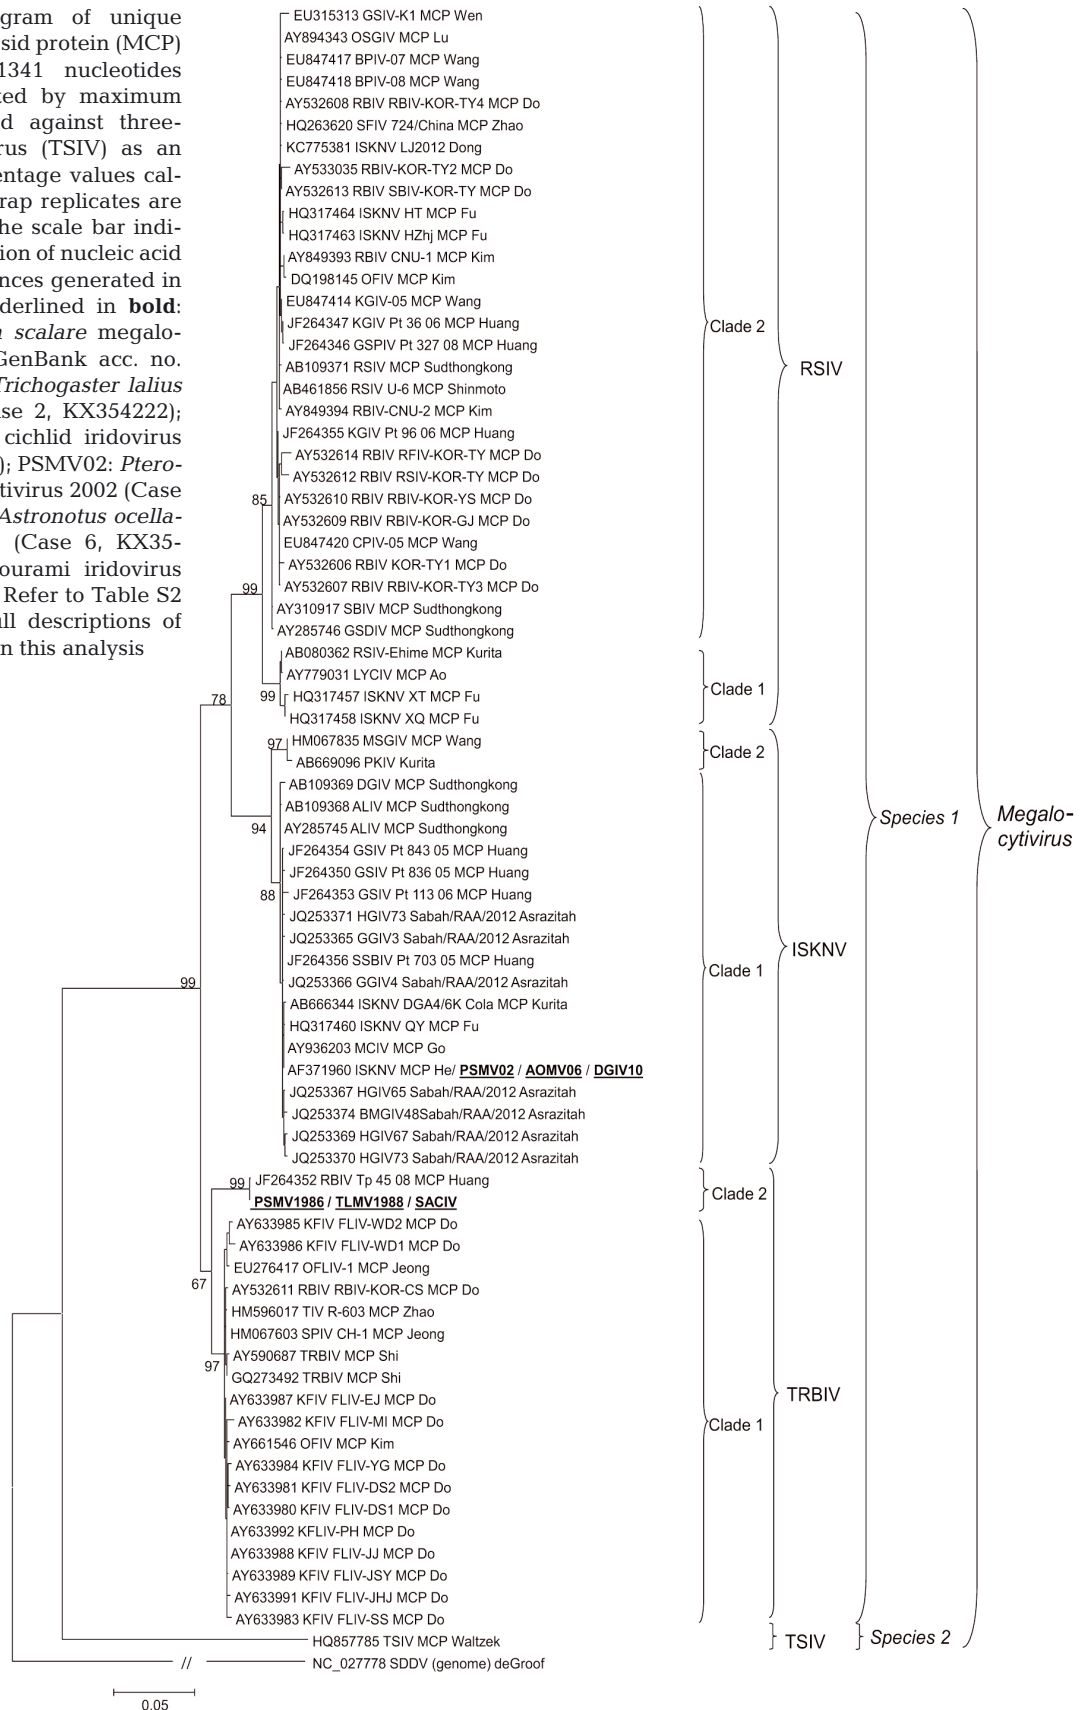 gram of unique
sid protein (MCP)
1341 nucleotides
ted by maximum
d against three-
rus (TSIV) as an
entage values cal-
rap replicates are
he scale bar indi-
ion of nucleic acid
nces generated in
derlined in bold:
n scalare megalo-
GenBank acc. no.
Trichogaster lalius
ase 2, KX354222);
cichlid iridovirus
); PSMV02: Ptero-
tivirus 2002 (Case
Astronotus ocella-
(Case 6, KX35-
ourami iridovirus
Refer to Table S2
ull descriptions of
n this analysis
EU315313 GSIV-K1 MCP Wen
AY894343 OSGIV MCP Lu
EU847417 BPIV-07 MCP Wang
EU847418 BPIV-08 MCP Wang
AY532608 RBIV RBIV-KOR-TY4 MCP Do
HQ263620 SFIV 724/China MCP Zhao
KC775381 ISKNV LJ2012 Dong
AY533035 RBIV-KOR-TY2 MCP Do
AY532613 RBIV SBIV-KOR-TY MCP Do
HQ317464 ISKNV HT MCP Fu
HQ317463 ISKNV HZhj MCP Fu
AY849393 RBIV CNU-1 MCP Kim
DQ198145 OFIV MCP Kim
EU847414 KGIV-05 MCP Wang
JF264347 KGIV Pt 36 06 MCP Huang
JF264346 GSPIV Pt 327 08 MCP Huang
AB109371 RSIV MCP Sudthongkong
AB461856 RSIV U-6 MCP Shinmoto
AY849394 RBIV-CNU-2 MCP Kim
JF264355 KGIV Pt 96 06 MCP Huang
AY532614 RBIV RFIV-KOR-TY MCP Do
AY532612 RBIV RSIV-KOR-TY MCP Do
AY532610 RBIV RBIV-KOR-YS MCP Do
AY532609 RBIV RBIV-KOR-GJ MCP Do
EU847420 CPIV-05 MCP Wang
AY532606 RBIV KOR-TY1 MCP Do
AY532607 RBIV RBIV-KOR-TY3 MCP Do
AY310917 SBIV MCP Sudthongkong
AY285746 GSDIV MCP Sudthongkong
AB080362 RSIV-Ehime MCP Kurita
AY779031 LYCIV MCP Ao
HQ317457 ISKNV XT MCP Fu
HQ317458 ISKNV XQ MCP Fu
HM067835 MSGIV MCP Wang
AB669096 PKIV Kurita
AB109369 DGIV MCP Sudthongkong
AB109368 ALIV MCP Sudthongkong
AY285745 ALIV MCP Sudthongkong
JF264354 GSIV Pt 843 05 MCP Huang
JF264350 GSIV Pt 836 05 MCP Huang
JF264353 GSIV Pt 113 06 MCP Huang
JQ253371 HGIV73 Sabah/RAA/2012 Asrazitah
JQ253365 GGIV3 Sabah/RAA/2012 Asrazitah
JF264356 SSBIV Pt 703 05 MCP Huang
JQ253366 GGIV4 Sabah/RAA/2012 Asrazitah
AB666344 ISKNV DGA4/6K Cola MCP Kurita
HQ317460 ISKNV QY MCP Fu
AY936203 MCIV MCP Go
AF371960 ISKNV MCP He/ PSMV02 / AOMV06 / DGIV10
JQ253367 HGIV65 Sabah/RAA/2012 Asrazitah
JQ253374 BMGIV48Sabah/RAA/2012 Asrazitah
JQ253369 HGIV67 Sabah/RAA/2012 Asrazitah
JQ253370 HGIV73 Sabah/RAA/2012 Asrazitah
JF264352 RBIV Tp 45 08 MCP Huang
PSMV1986 / TLMV1988 / SACIV
AY633985 KFIV FLIV-WD2 MCP Do
AY633986 KFIV FLIV-WD1 MCP Do
EU276417 OFLIV-1 MCP Jeong
AY532611 RBIV RBIV-KOR-CS MCP Do
HM596017 TIV R-603 MCP Zhao
HM067603 SPIV CH-1 MCP Jeong
AY590687 TRBIV MCP Shi
GQ273492 TRBIV MCP Shi
AY633987 KFIV FLIV-EJ MCP Do
AY633982 KFIV FLIV-MI MCP Do
AY661546 OFIV MCP Kim
AY633984 KFIV FLIV-YG MCP Do
AY633981 KFIV FLIV-DS2 MCP Do
AY633980 KFIV FLIV-DS1 MCP Do
AY633992 KFLIV-PH MCP Do
AY633988 KFIV FLIV-JJ MCP Do
AY633989 KFIV FLIV-JSY MCP Do
AY633991 KFIV FLIV-JHJ MCP Do
AY633983 KFIV FLIV-SS MCP Do
HQ857785 TSIV MCP Waltzek
NC_027778 SDDV (genome) deGroof
85
99
99
78
97
94
88
99
99
67
97
//
0.05
Clade 2
Clade 1
Clade 2
Clade 1
Clade 2
Clade 1
RSIV
ISKNV
TRBIV
TSIV
Species 1
Species 2
Megalo-
cytivirus